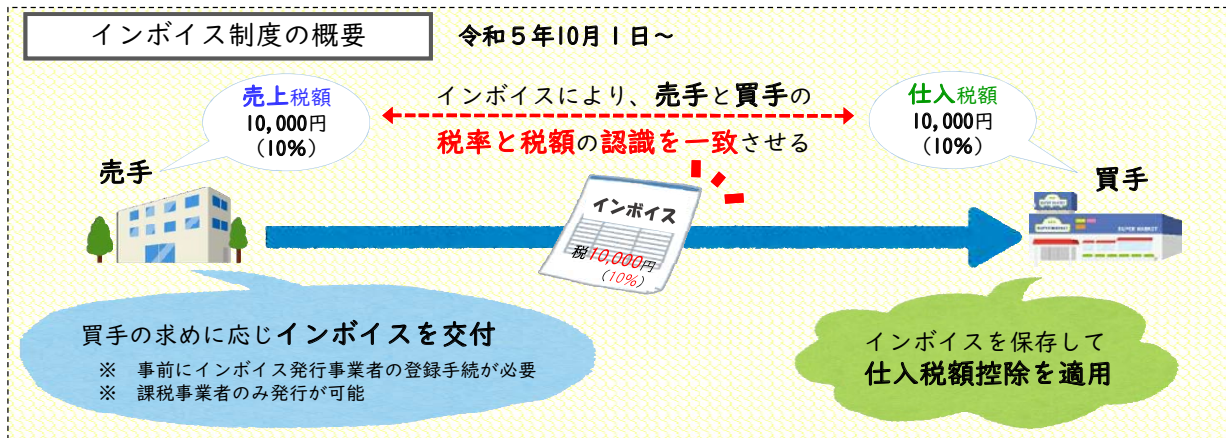 インボイス制度の概要
令和5年10月1日~
売上税額
10,000円
(10%)
インボイスにより、売手と買手の
税率と税額の認識を一致させる
仕入税額
10,000円
(10%)
売手
買手
インボイス
税10,000円
(10%)
SUPER MARKET
SUPER MARKET
買手の求めに応じインボイスを交付
※ 事前にインボイス発行事業者の登録手続が必要
※ 課税事業者のみ発行が可能
インボイスを保存して
仕入税額控除を適用